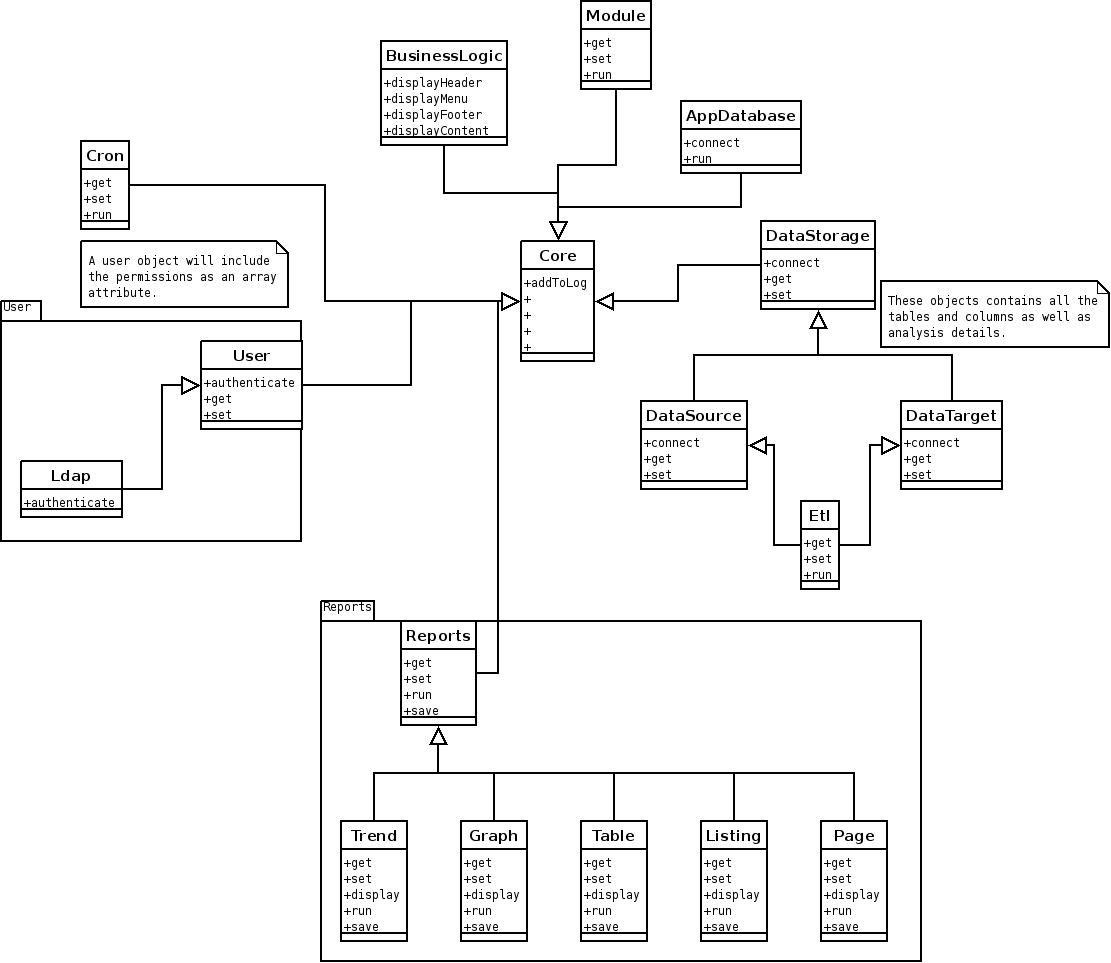 Module
+get
+set
+run
BusinessLogic
+displayHeader
+displayMenu
+displayFooter
+displayContent
AppDatabase
+connect
+run
Cron
+get
+set
+run
A user object will include
the permissions as an array
attribute.
Core
+addToLog
+
+
+
+
DataStorage
+connect
+get
+set
These objects contains all the
tables and columns as well as
analysis details.
User
User
+authenticate
+get
+set
Ldap
+authenticate
DataSource
+connect
+get
+set
DataTarget
+connect
+get
+set
Etl
+get
+set
+run
Reports
Reports
+get
+set
+run
+save
Trend
+get
+set
+display
+run
+save
Graph
+get
+set
+display
+run
+save
Table
+get
+set
+display
+run
+save
Listing
+get
+set
+display
+run
+save
Page
+get
+set
+display
+run
+save